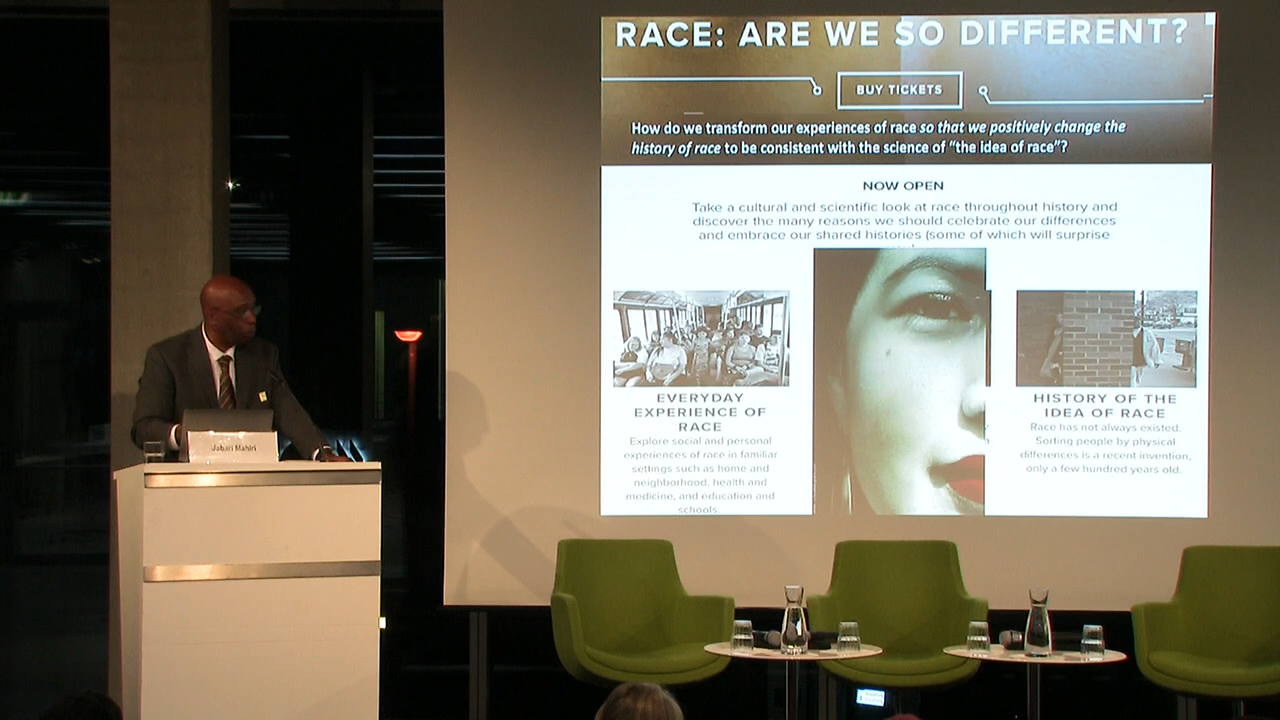 RACE: ARE WE SO DIFFERENT?
BUY TICKETS
How do we transform our experiences of race so that we positively change the
history of race to be consistent with the science of “the idea of race”?
NOW OPEN
Take a cultural and scientific look at race throughout history and
discover the many reasons we should celebrate our differences
and embrace our shared histories (some of which will surprise
EVERYDAY
EXPERIENCE OF
RACE
Explore social and personal
experiences of race in familiar
settings such as home and
neighborhood, health and
medicine, and education and
schools.
HISTORY OF THE
IDEA OF RACE
Race has not always existed.
Sorting people by physical
differences is a recent invention,
only a few hundred years old.
Jabari Mahiri